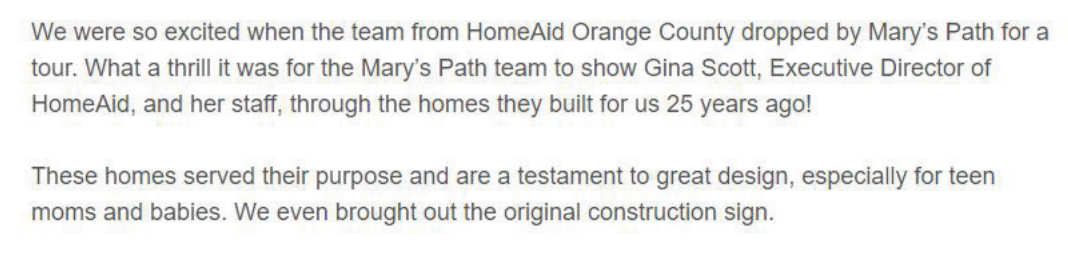 We were so excited when the team from HomeAid Orange County dropped by Mary’s Path for a
tour. What a thrill it was for the Mary’s Path team to show Gina Scott, Executive Director of
HomeAid, and her staff, through the homes they built for us 25 years ago!
These homes served their purpose and are a testament to great design, especially for teen
moms and babies. We even brought out the original construction sign.